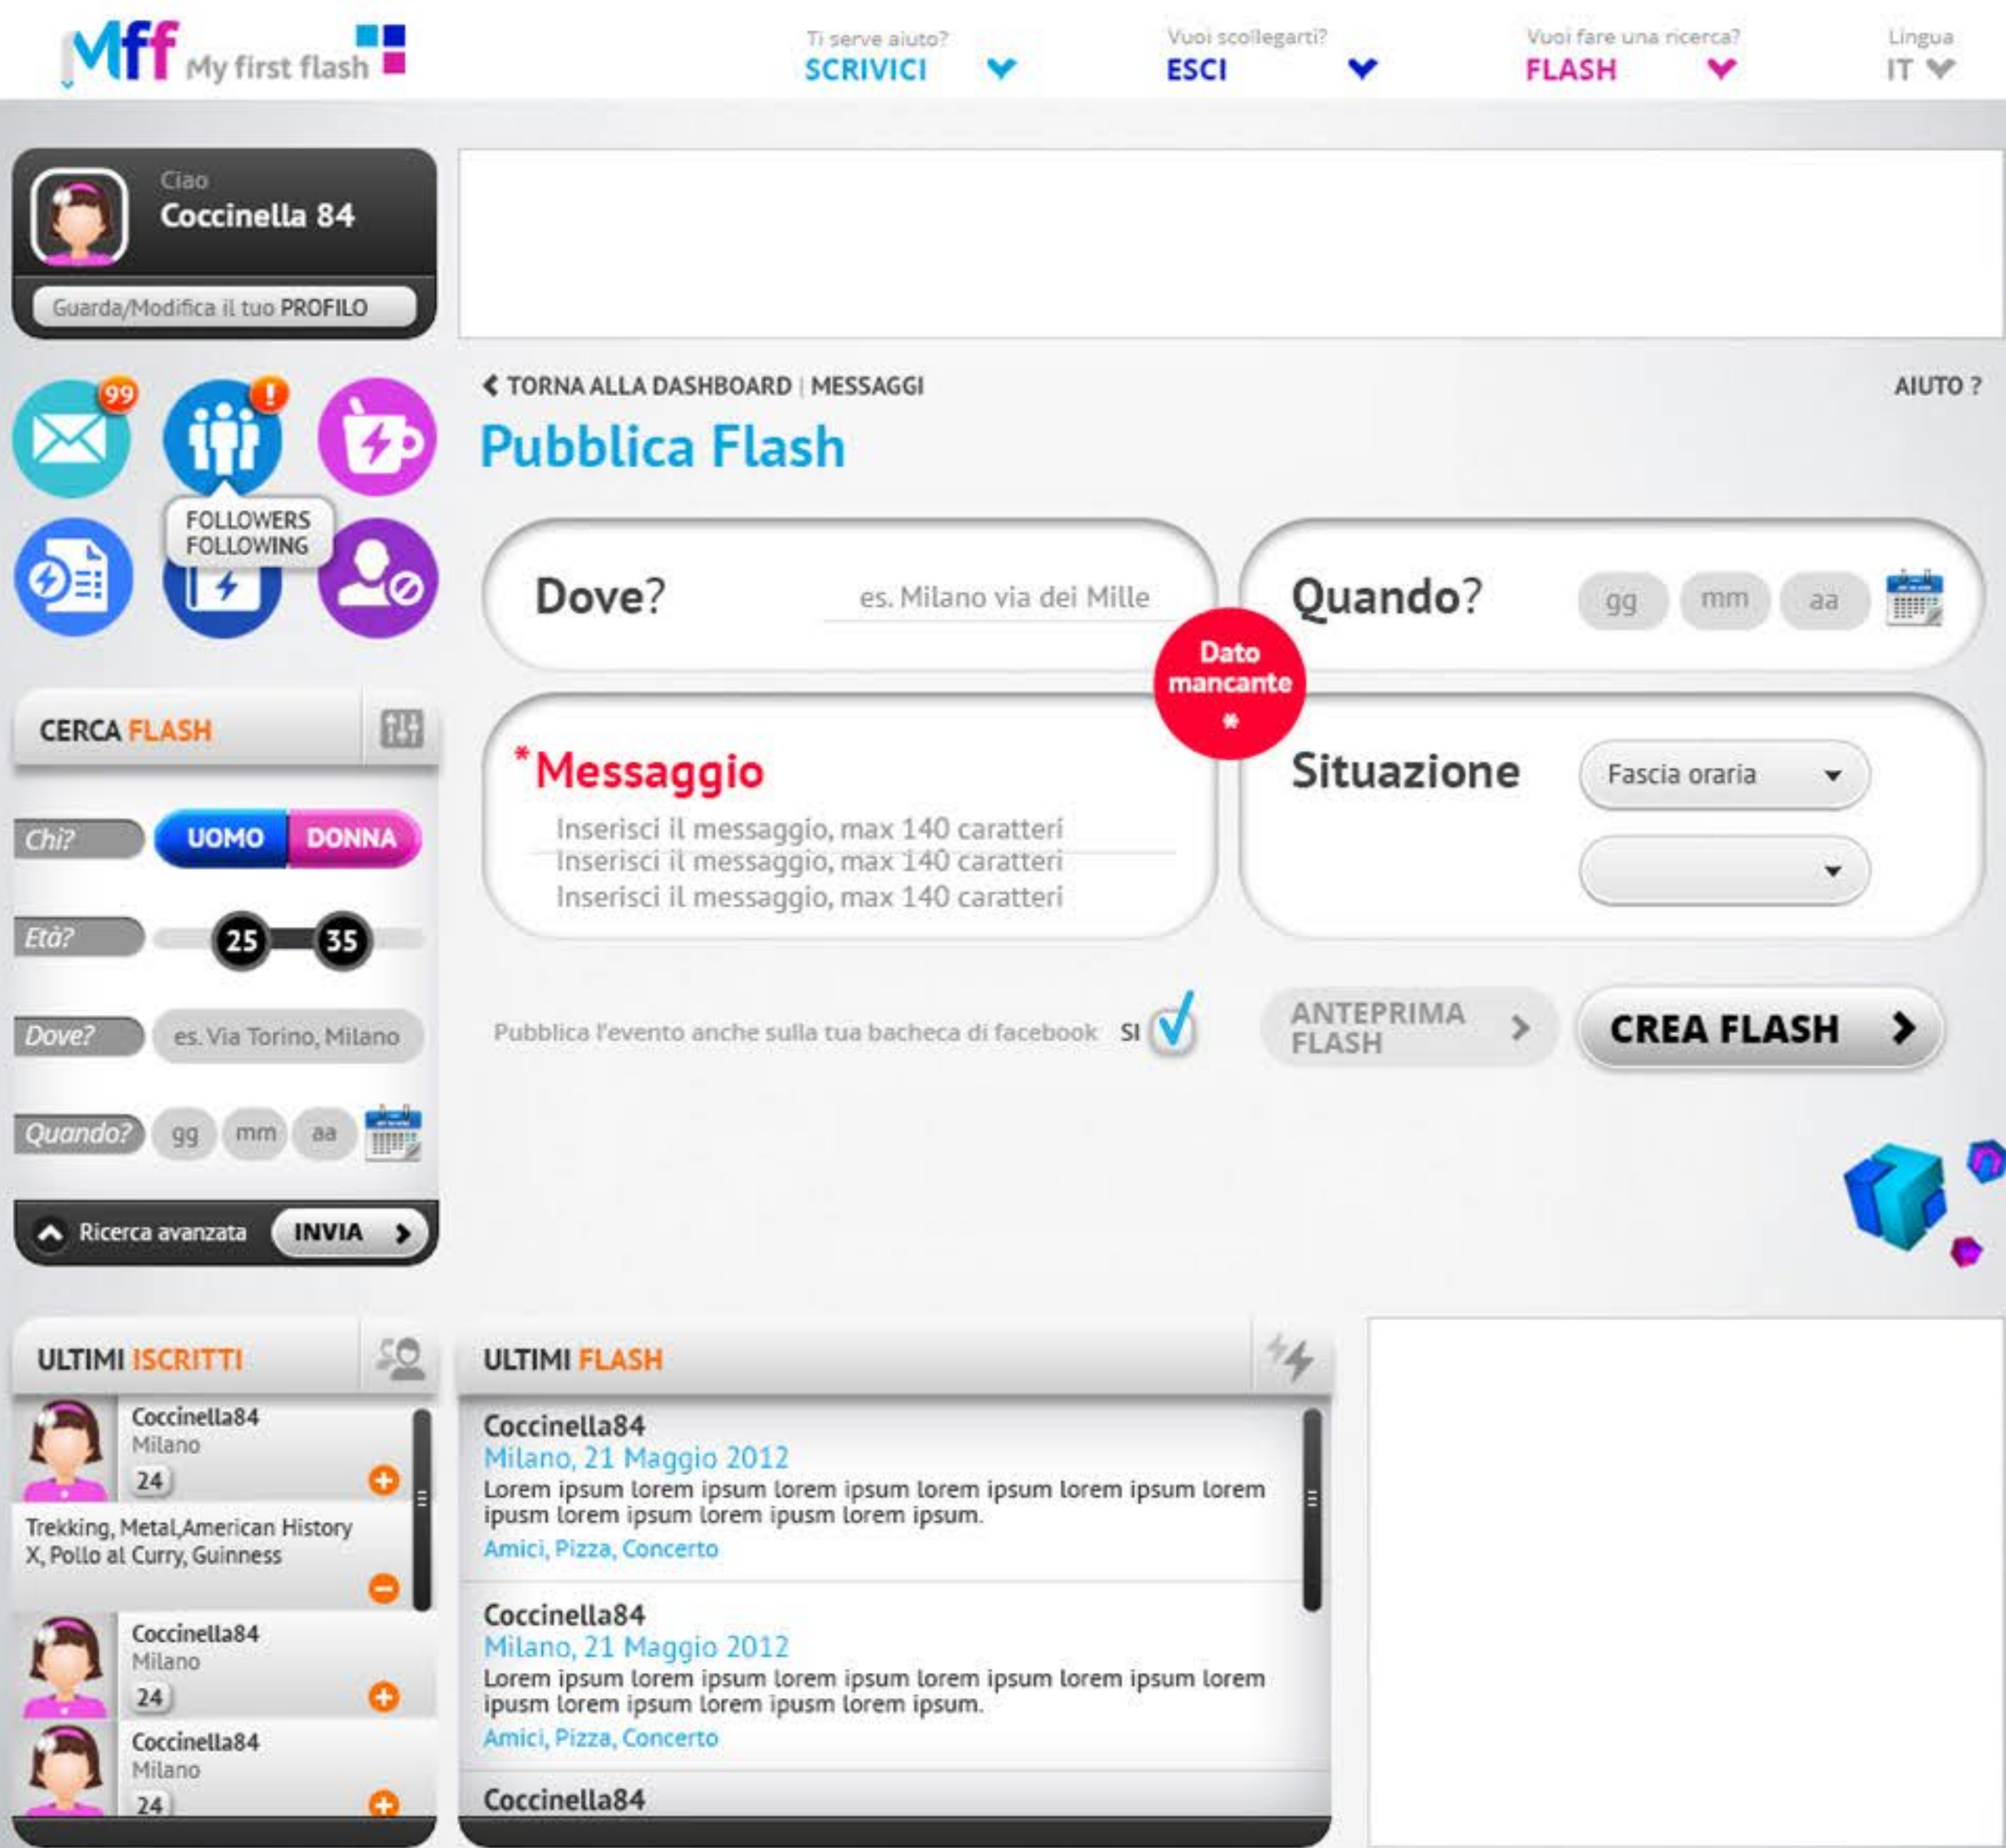 Mff My first flash
Ti serve aiuto?
SCRIVICI
Vuoi scollegarti?
ESCI
Vuoi fare una ricerca?
FLASH
Lingua
IT
Ciao
Coccinella 84
Guarda/Modifica il tuo PROFILO
99
!
FOLLOWERS
FOLLOWING
CERCA FLASH
Chi?
UOMO DONNA
Età?
25 35
Dove?
es. Via Torino, Milano
Quando?
gg mm aa
Ricerca avanzata
INVIA
TORNA ALLA DASHBOARD | MESSAGGI
AIUTO ?
Pubblica Flash
Dove?
es. Milano via dei Mille
Quando?
gg mm aa
Dato
mancante
*
*Messaggio
Inserisci il messaggio, max 140 caratteri
Inserisci il messaggio, max 140 caratteri
Inserisci il messaggio, max 140 caratteri
Situazione
Fascia oraria
Pubblica l'evento anche sulla tua bacheca di facebook SI
ANTEPRIMA
FLASH
CREA FLASH
ULTIMI ISCRITTI
Coccinella84
Milano
24
Trekking, Metal,American History
X, Pollo al Curry, Guinness
Coccinella84
Milano
24
Coccinella84
Milano
24
ULTIMI FLASH
Coccinella84
Milano, 21 Maggio 2012
Lorem ipsum lorem ipsum lorem ipsum lorem ipsum lorem ipsum lorem
ipusm lorem ipsum lorem ipusm lorem ipsum.
Amici, Pizza, Concerto
Coccinella84
Milano, 21 Maggio 2012
Lorem ipsum lorem ipsum lorem ipsum lorem ipsum lorem ipsum lorem
ipusm lorem ipsum lorem ipusm lorem ipsum.
Amici, Pizza, Concerto
Coccinella84